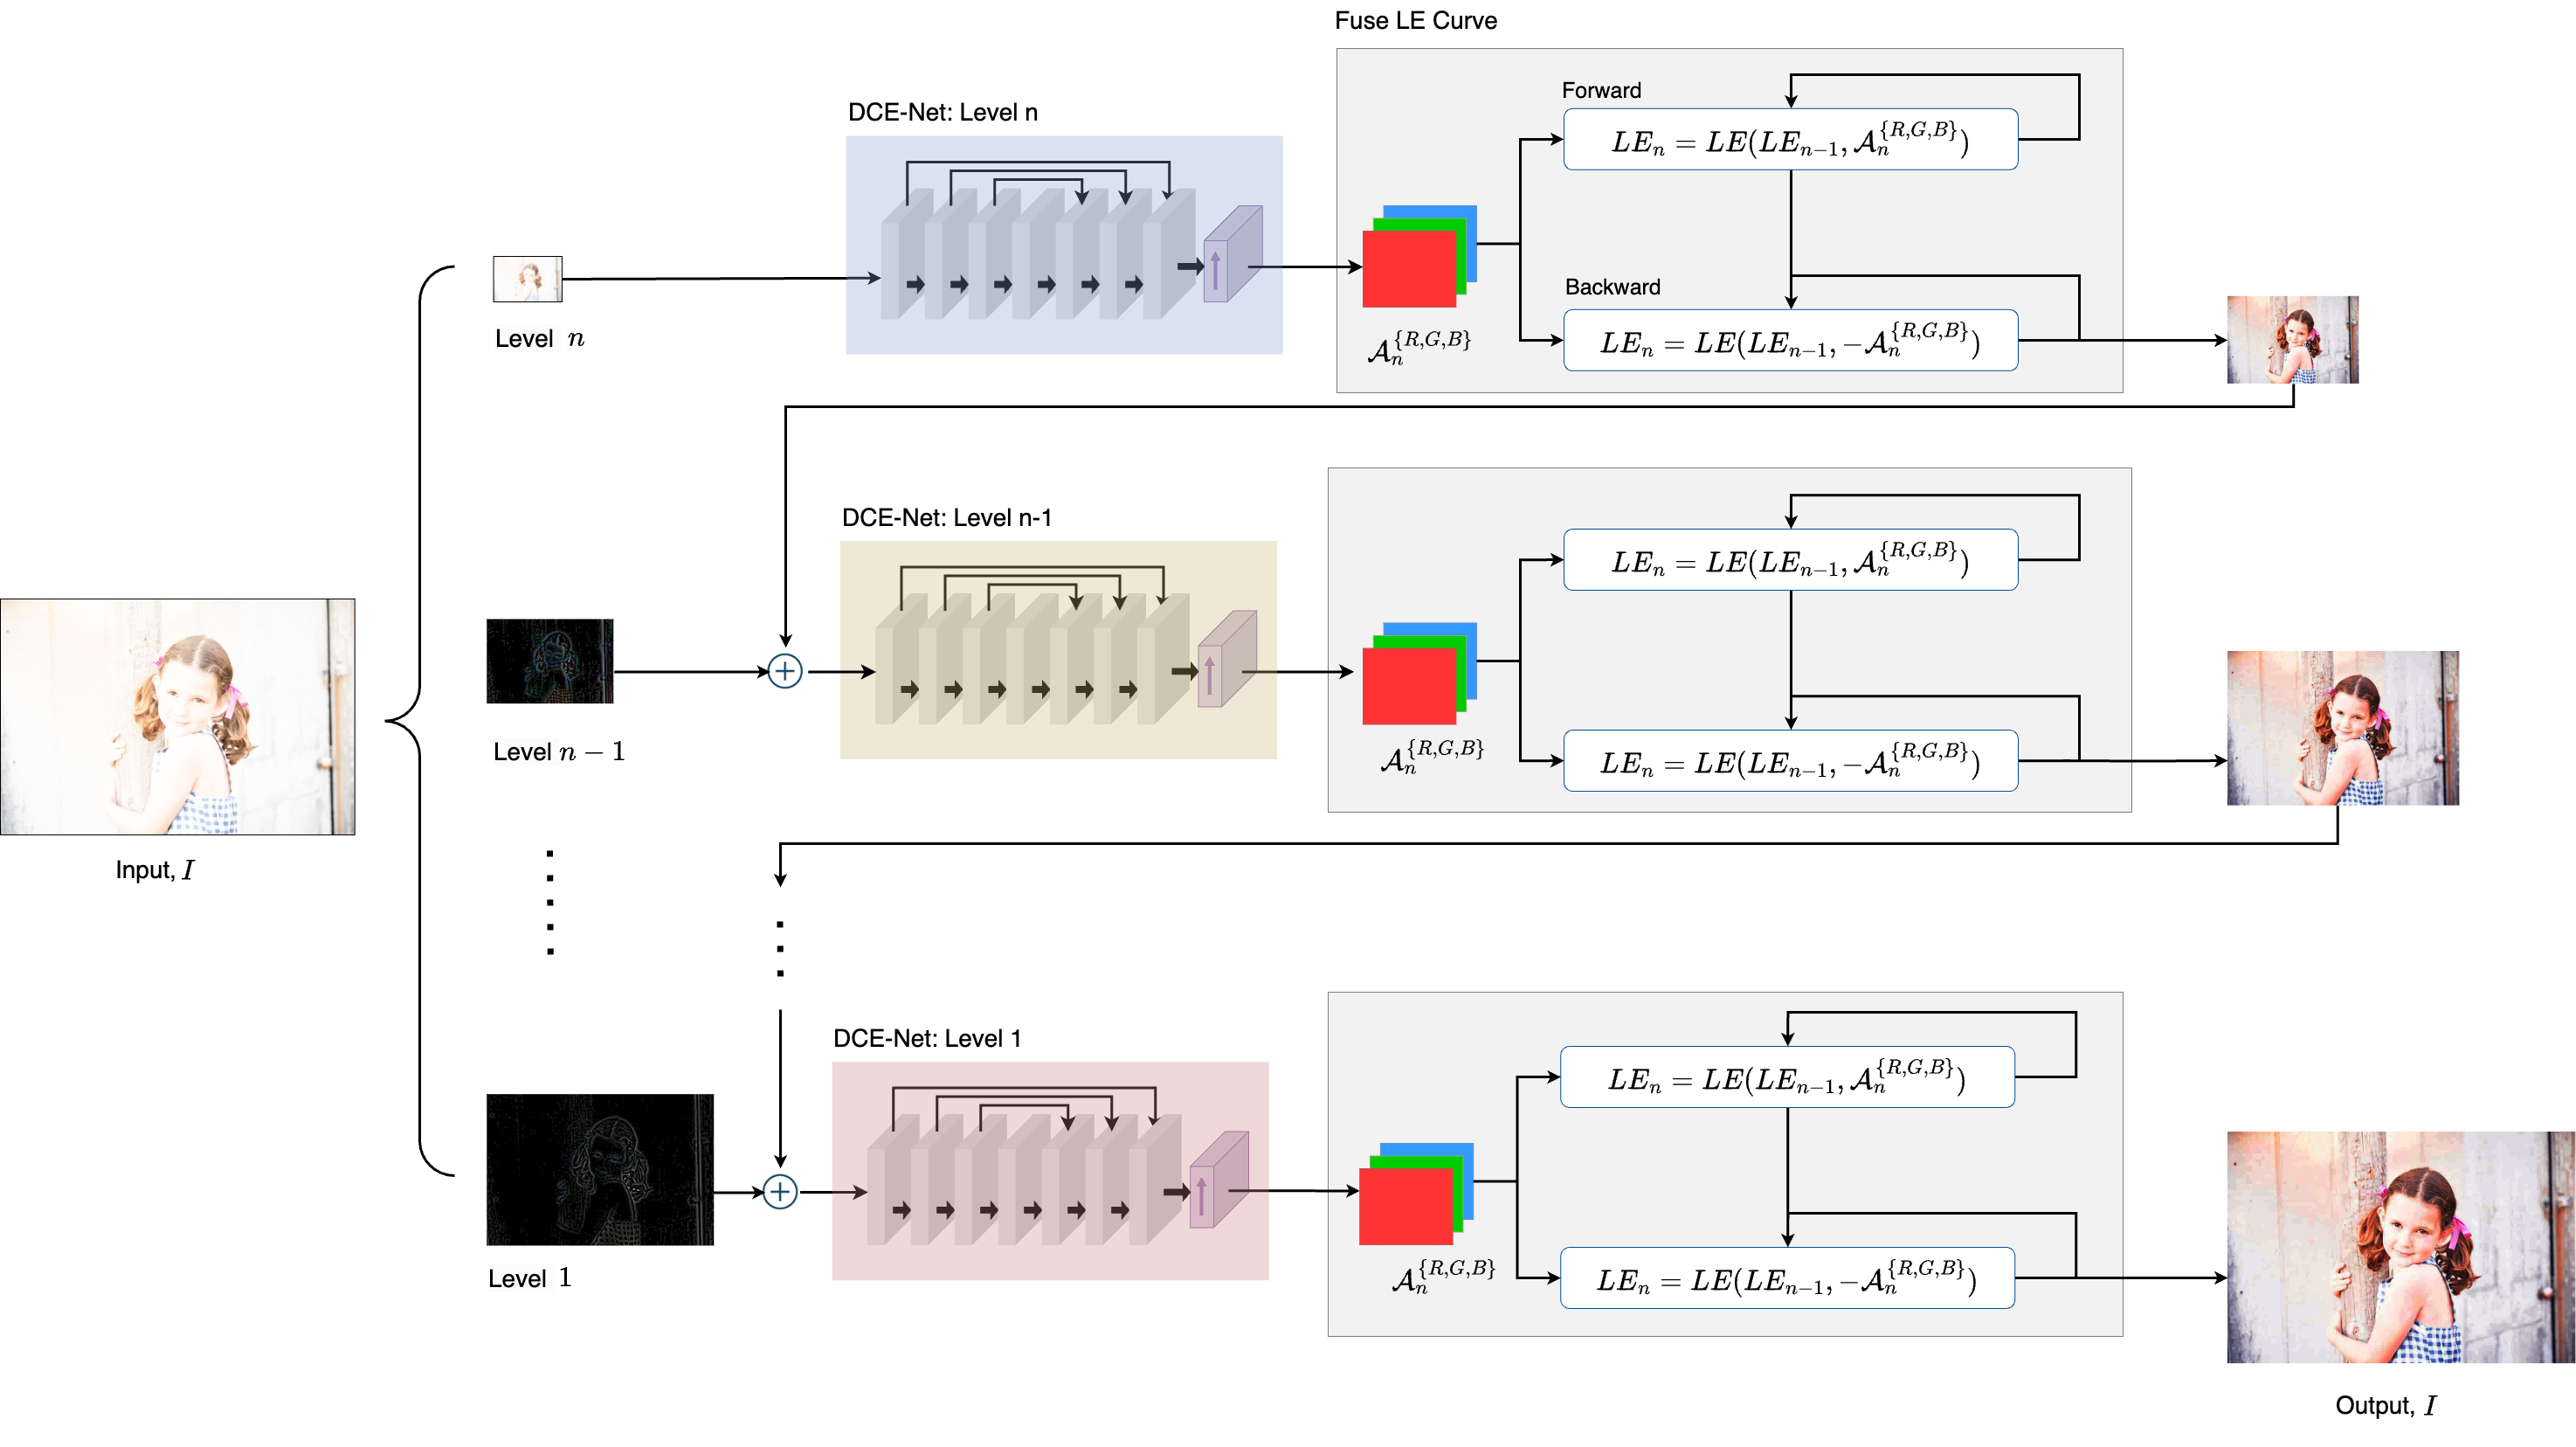 Fuse LE Curve
Forward
DCE-Net: Level n
$LE_n = LE(LE_{n-1}, \mathcal{A}_n^{\{R,G,B\}})$
Backward
Level $n$
$\mathcal{A}_n^{\{R,G,B\}}$
$LE_n = LE(LE_{n-1}, -\mathcal{A}_n^{\{R,G,B\}})$
DCE-Net: Level n-1
$LE_n = LE(LE_{n-1}, \mathcal{A}_n^{\{R,G,B\}})$
Level $n-1$
$\mathcal{A}_n^{\{R,G,B\}}$
$LE_n = LE(LE_{n-1}, -\mathcal{A}_n^{\{R,G,B\}})$
Input, $I$
DCE-Net: Level 1
$LE_n = LE(LE_{n-1}, \mathcal{A}_n^{\{R,G,B\}})$
Level 1
$\mathcal{A}_n^{\{R,G,B\}}$
$LE_n = LE(LE_{n-1}, -\mathcal{A}_n^{\{R,G,B\}})$
Output, $I$